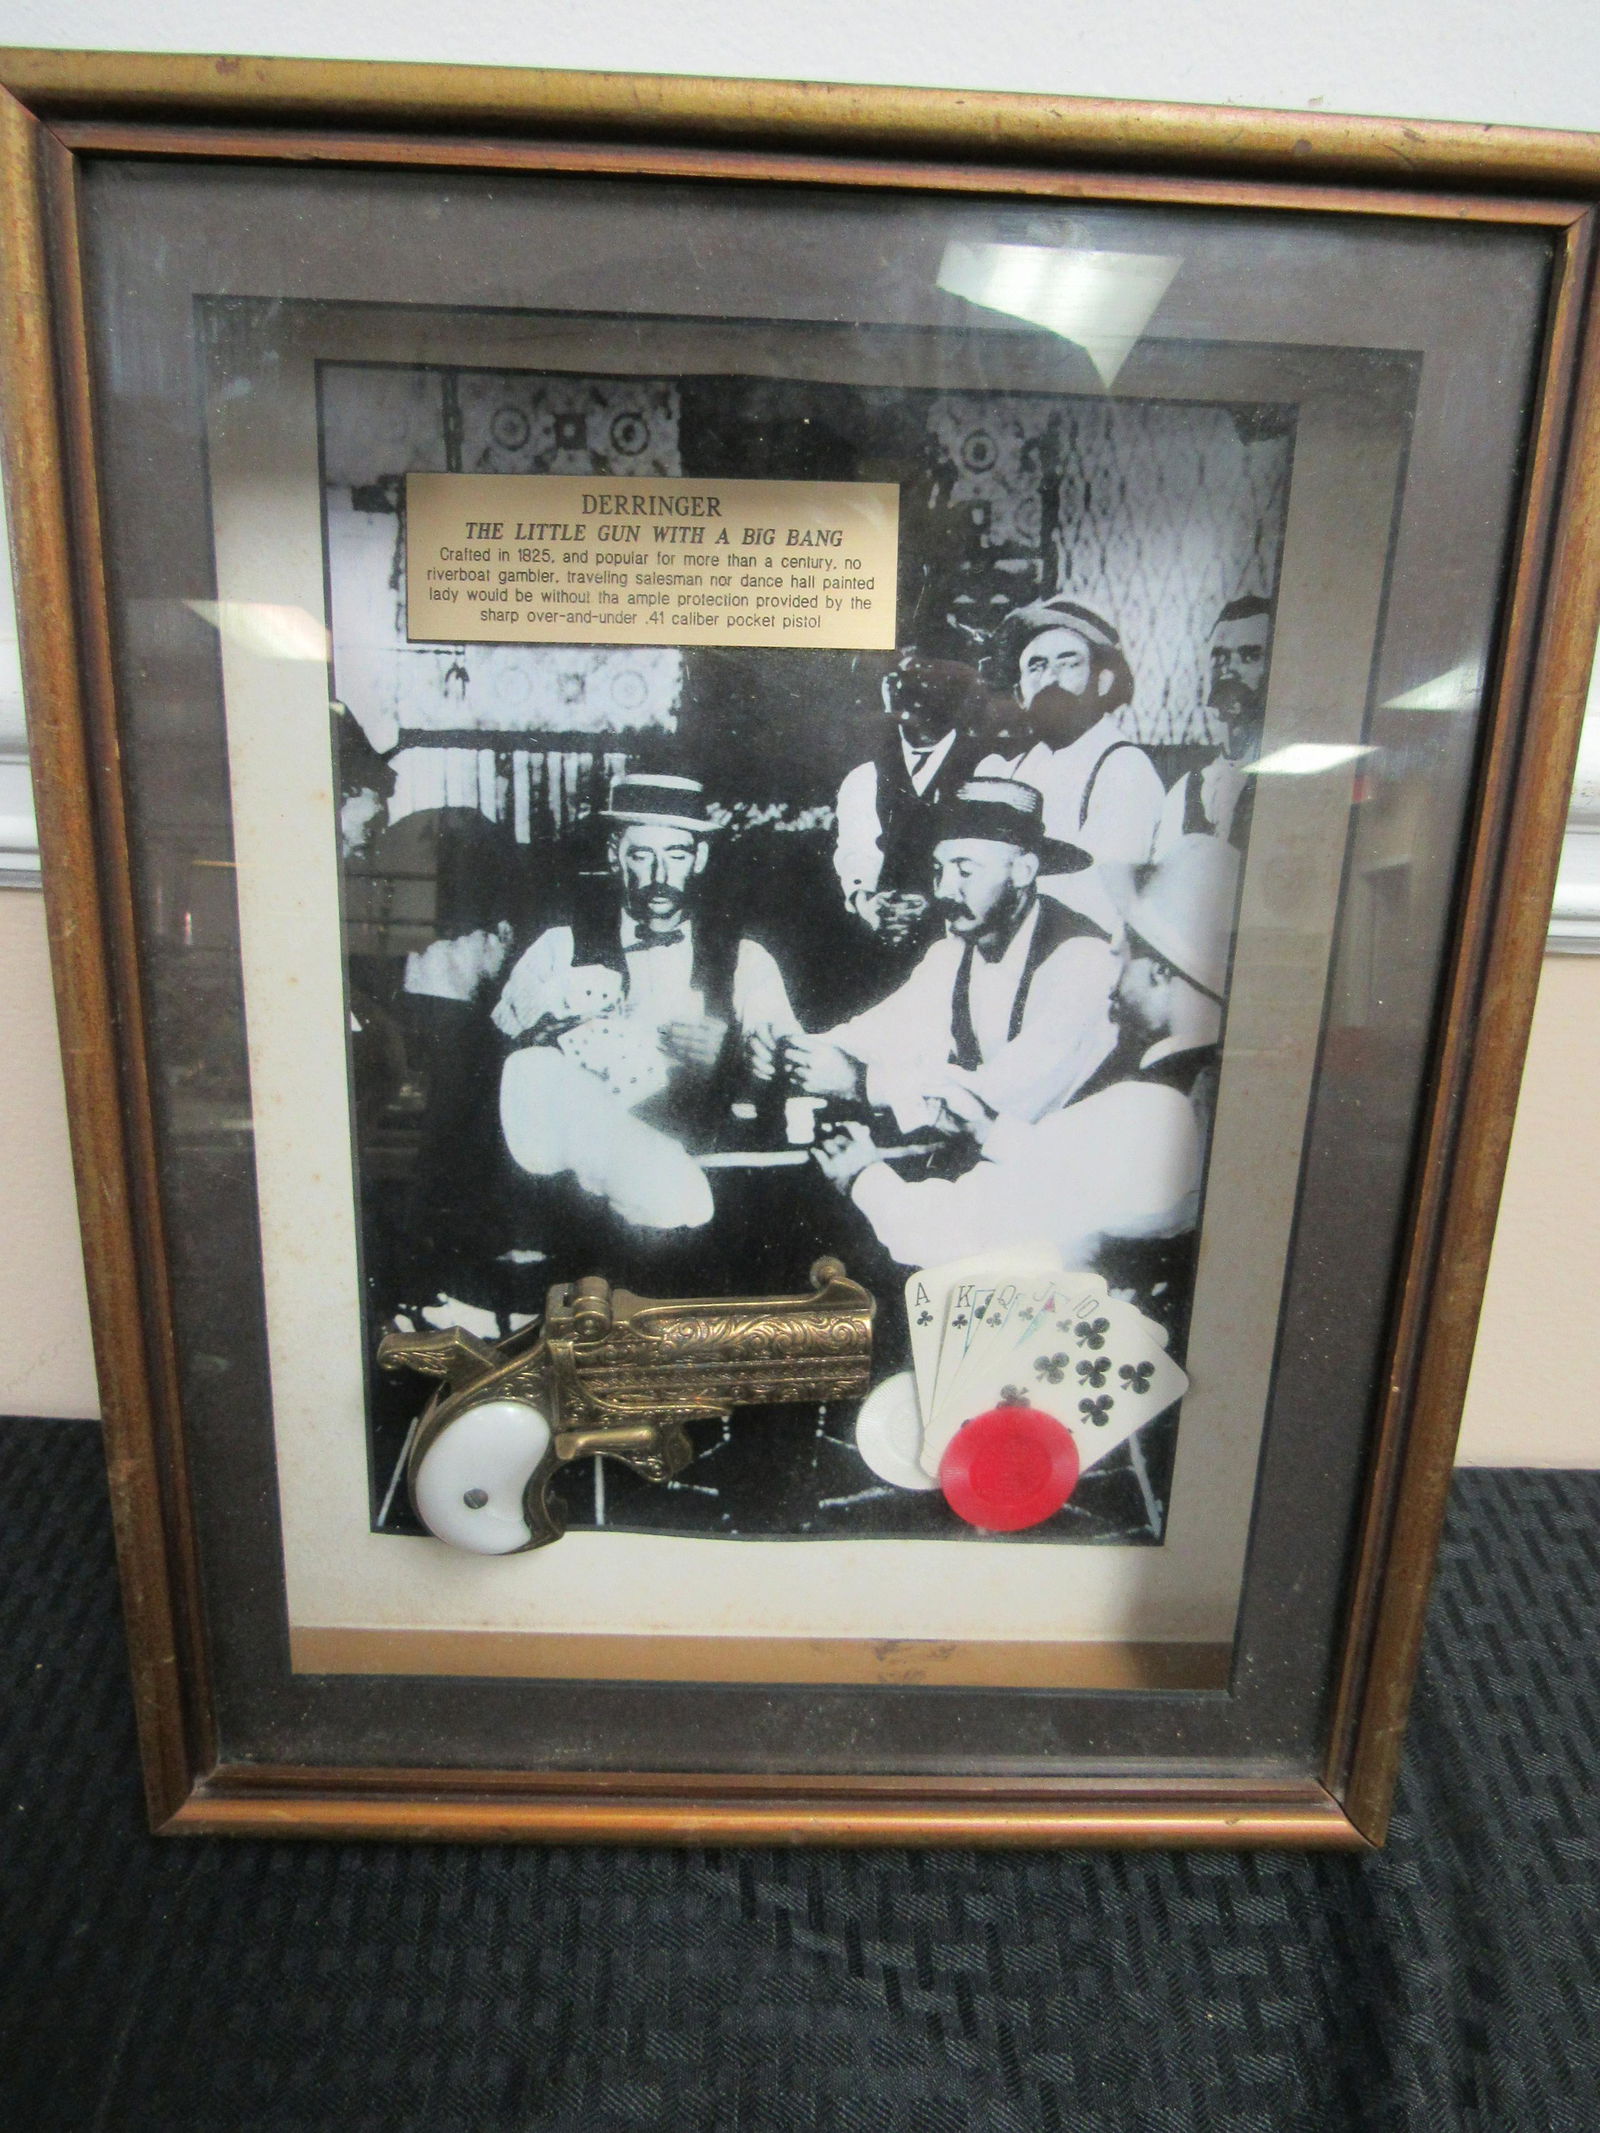 DERRINGER
THE LITTLE GUN WITH A BIG BANG
Crafted in 1825, and popular for more than a century, no
riverboat gambler, traveling salesman nor dance hall painted
lady would be without tha ample protection provided by the
sharp over-and-under .41 caliber pocket pistol
A K Q J 10